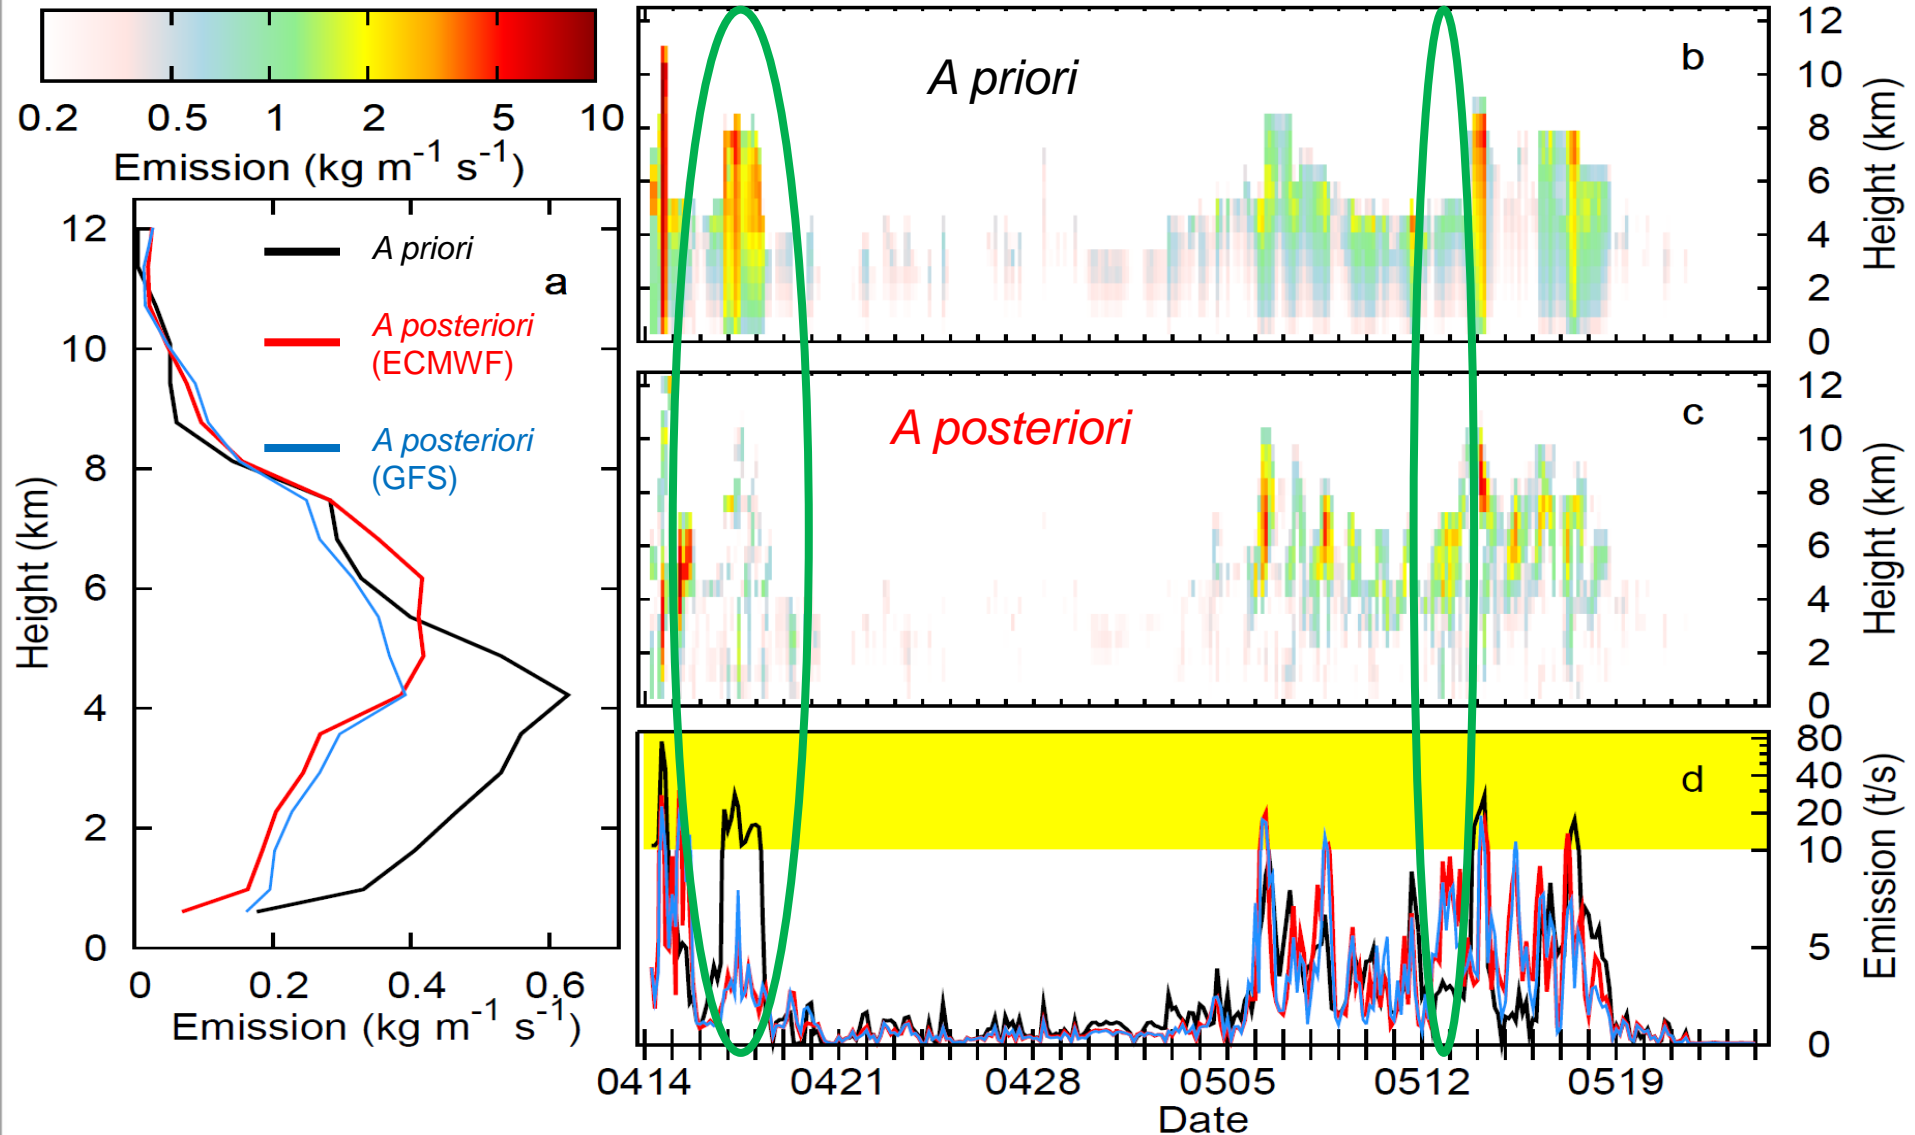 0.2 0.5 1 2 5 10
Emission (kg m-1 s-1)
12
10
8
6
4
2
0
Height (km)
A priori
a
A posteriori
(ECMWF)
A posteriori
(GFS)
0 0.2 0.4 0.6
Emission (kg m-1 s-1)
A priori
b
12
10
8
6
4
2
0
Height (km)
A posteriori
c
12
10
8
6
4
2
0
Height (km)
d
80
40
20
10
5
0
Emission (t/s)
0414 0421 0428 0505 0512 0519
Date